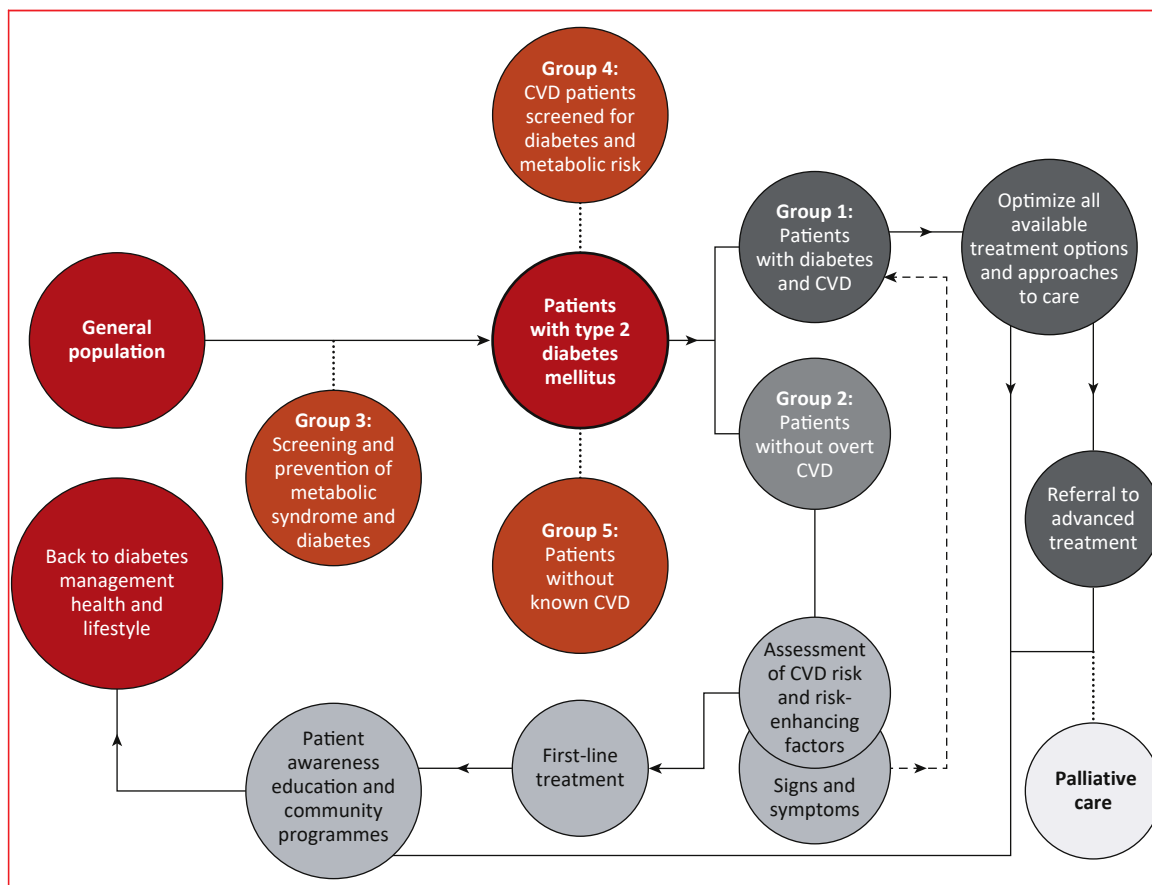 Group 4:
CVD patients
screened for
diabetes and
metabolic risk
Group 1:
Patients
with diabetes
and CVD
Optimize all
available
treatment options
and approaches
to care
General
population
Patients
with type 2
diabetes
mellitus
Group 2:
Patients
without overt
CVD
Group 3:
Screening and
prevention of
metabolic
syndrome and
diabetes
Group 5:
Patients
without
known CVD
Referral to
advanced
treatment
Back to diabetes
management
health and
lifestyle
Assessment
of CVD risk
and risk-
enhancing
factors
Signs and
symptoms
First-line
treatment
Patient
awareness
education and
community
programmes
Palliative
care